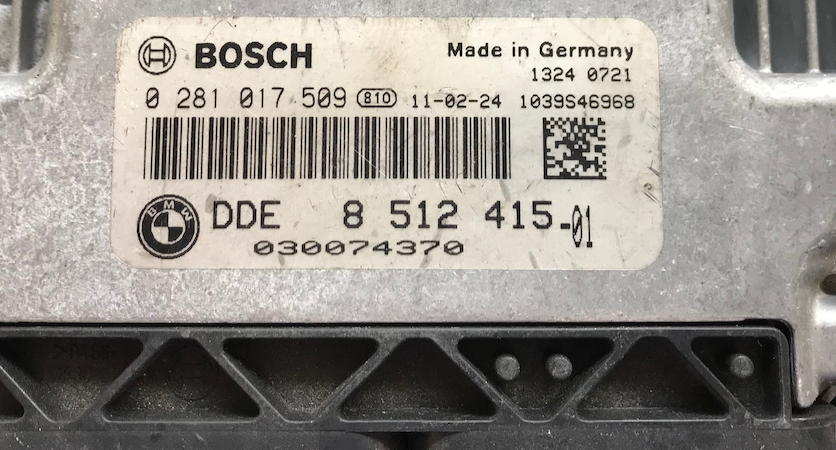 BOSCH
Made in Germany
1324 0721
0 281 017 509 810 11-02-24 1039S46968
BMW DDE 8 512 415-01
030074370